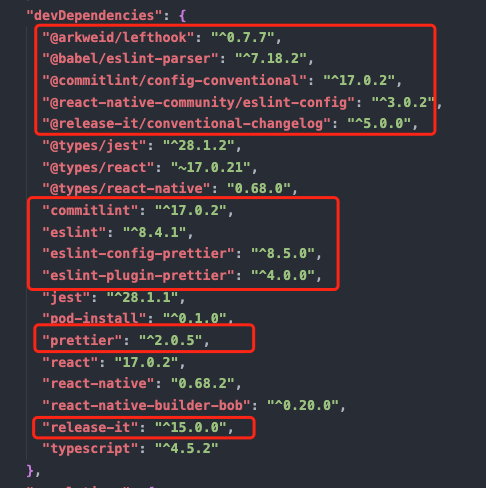 "devDependencies": {
"@arkweid/lefthook": "^0.7.7",
"@babel/eslint-parser": "^7.18.2",
"@commitlint/config-conventional": "^17.0.2",
"@react-native-community/eslint-config": "^3.0.2",
"@release-it/conventional-changelog": "^5.0.0",
"@types/jest": "^28.1.2",
"@types/react": "~17.0.21",
"@types/react-native": "0.68.0",
"commitlint": "^17.0.2",
"eslint": "^8.4.1",
"eslint-config-prettier": "^8.5.0",
"eslint-plugin-prettier": "^4.0.0",
"jest": "^28.1.1",
"pod-install": "^0.1.0",
"prettier": "^2.0.5",
"react": "17.0.2",
"react-native": "0.68.2",
"react-native-builder-bob": "^0.20.0",
"release-it": "^15.0.0",
"typescript": "^4.5.2"
},